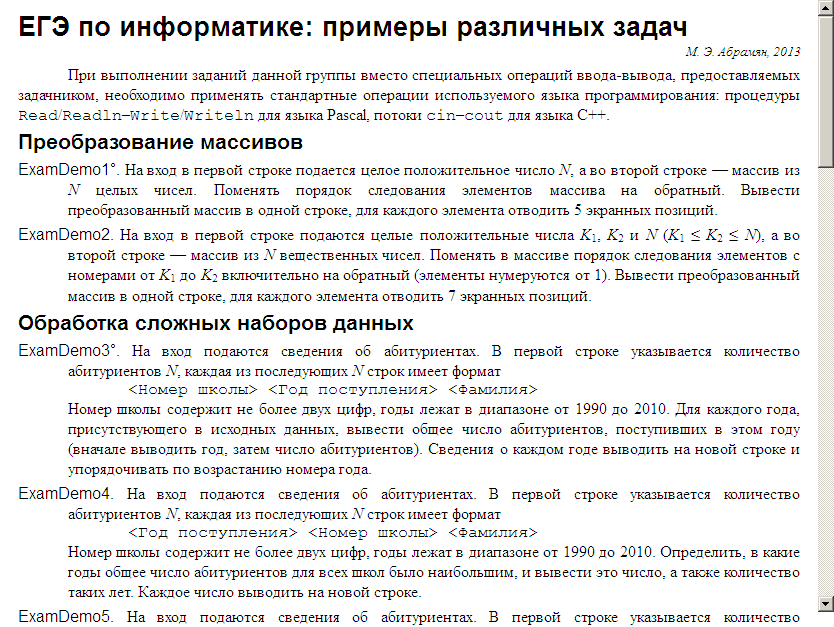 ЕГЭ по информатике: примеры различных задач
М. Э. Абрамян, 2013
При выполнении заданий данной группы вместо специальных операций ввода-вывода, предоставляемых
задачником, необходимо применять стандартные операции используемого языка программирования: процедуры
Read/Readln–Write/Writeln для языка Pascal, потоки cin–cout для языка C++.
Преобразование массивов
ExamDemo1°. На вход в первой строке подается целое положительное число N, а во второй строке — массив из
N целых чисел. Поменять порядок следования элементов массива на обратный. Вывести
преобразованный массив в одной строке, для каждого элемента отводить 5 экранных позиций.
ExamDemo2. На вход в первой строке подаются целые положительные числа K₁, K₂ и N (K₁ ≤ K₂ ≤ N), а во
второй строке — массив из N вещественных чисел. Поменять в массиве порядок следования элементов с
номерами от K₁ до K₂ включительно на обратный (элементы нумеруются от 1). Вывести преобразованный
массив в одной строке, для каждого элемента отводить 7 экранных позиций.
Обработка сложных наборов данных
ExamDemo3°. На вход подаются сведения об абитуриентах. В первой строке указывается количество
абитуриентов N, каждая из последующих N строк имеет формат
<Номер школы> <Год поступления> <Фамилия>
Номер школы содержит не более двух цифр, годы лежат в диапазоне от 1990 до 2010. Для каждого года,
присутствующего в исходных данных, вывести общее число абитуриентов, поступивших в этом году
(вначале выводить год, затем число абитуриентов). Сведения о каждом годе выводить на новой строке и
упорядочивать по возрастанию номера года.
ExamDemo4. На вход подаются сведения об абитуриентах. В первой строке указывается количество
абитуриентов N, каждая из последующих N строк имеет формат
<Год поступления> <Номер школы> <Фамилия>
Номер школы содержит не более двух цифр, годы лежат в диапазоне от 1990 до 2010. Определить, в какие
годы общее число абитуриентов для всех школ было наибольшим, и вывести это число, а также количество
таких лет. Каждое число выводить на новой строке.
ExamDemo5. На вход подаются сведения об абитуриентах. В первой строке указывается количество